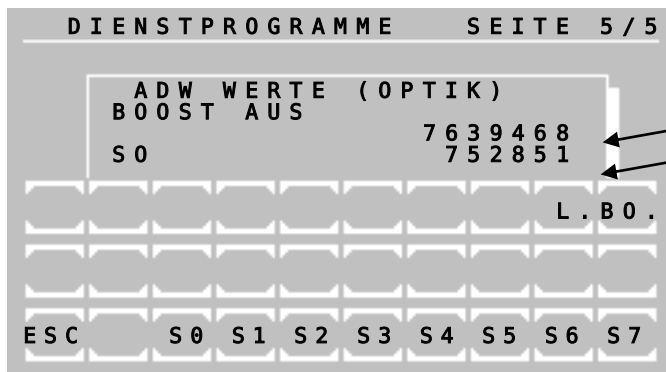 DIENSTPROGRAMME SEITE 5/5
ADW WERTE (OPTIK)
BOOST AUS
7639468
SO 752851
L.BO.
ESC S0 S1 S2 S3 S4 S5 S6 S7